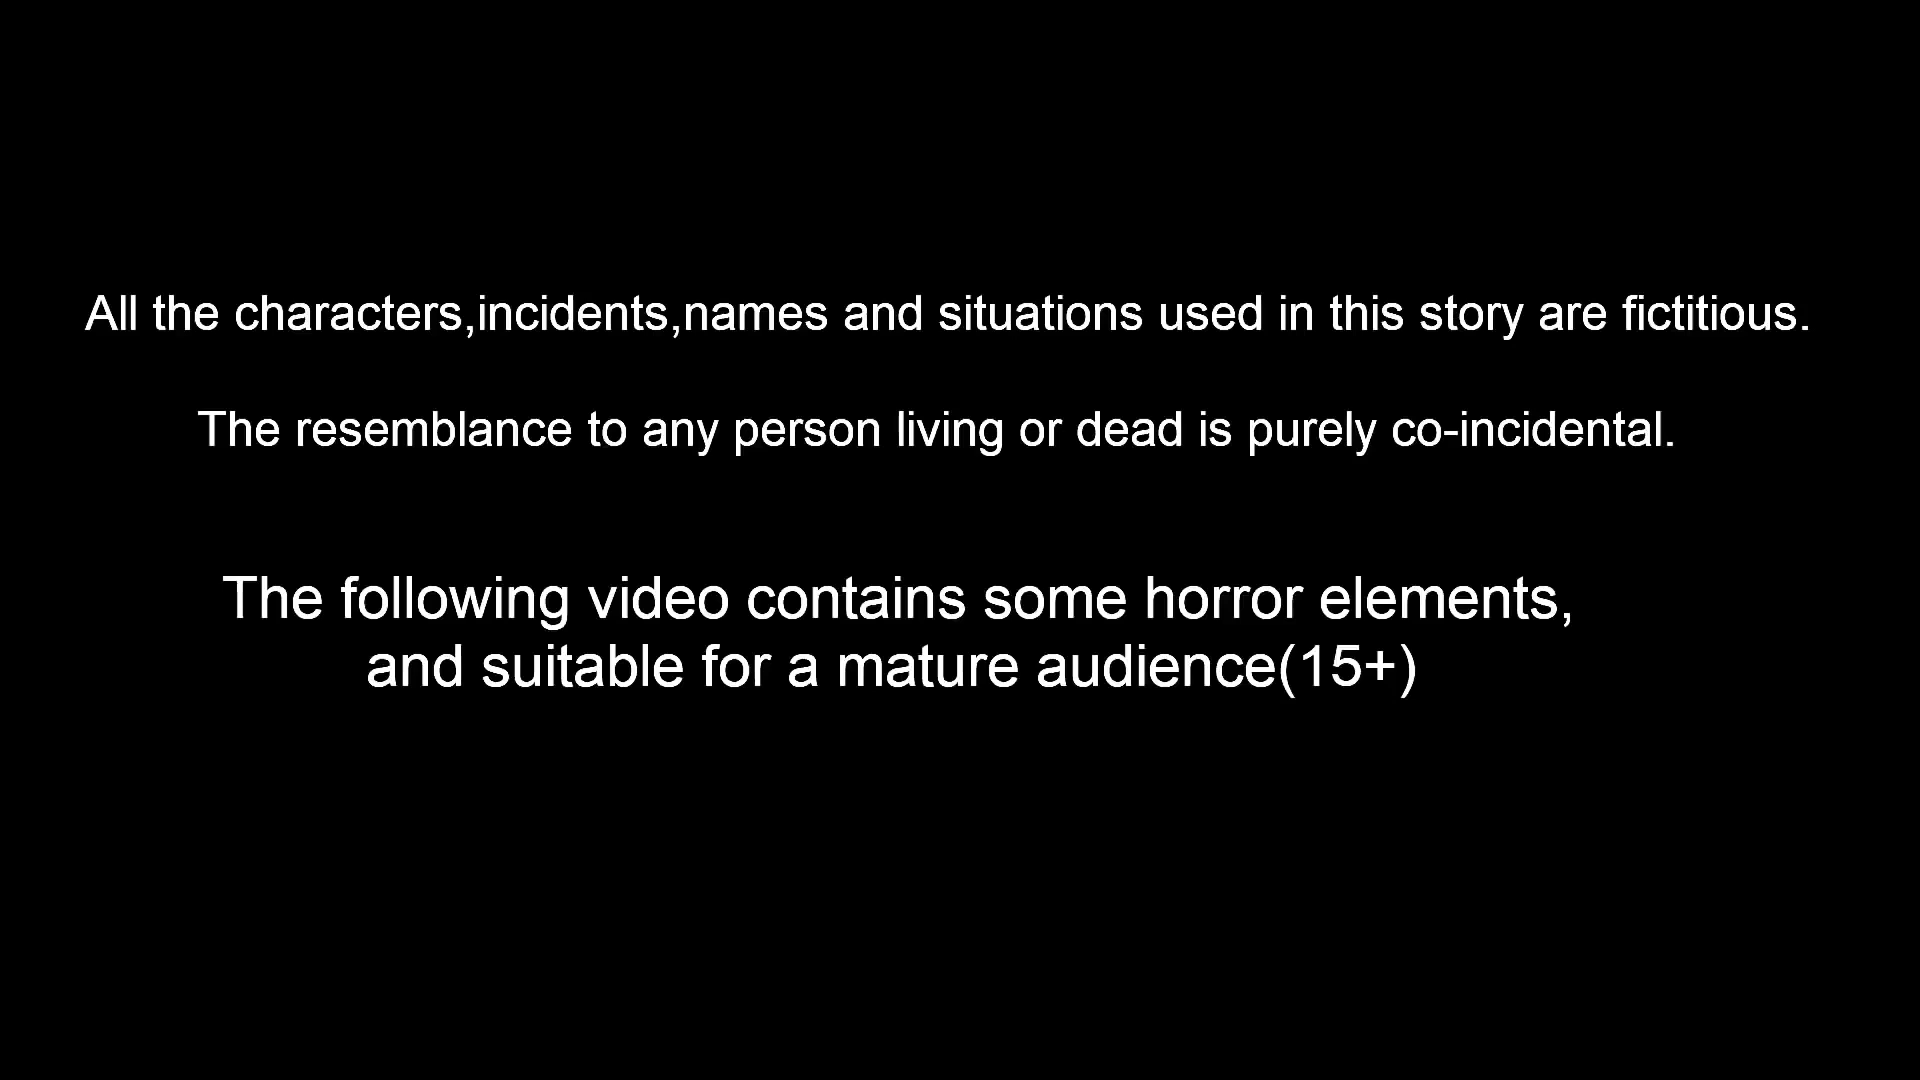 All the characters,incidents,names and situations used in this story are fictitious.
The resemblance to any person living or dead is purely co-incidental.
The following video contains some horror elements,
and suitable for a mature audience(15+)